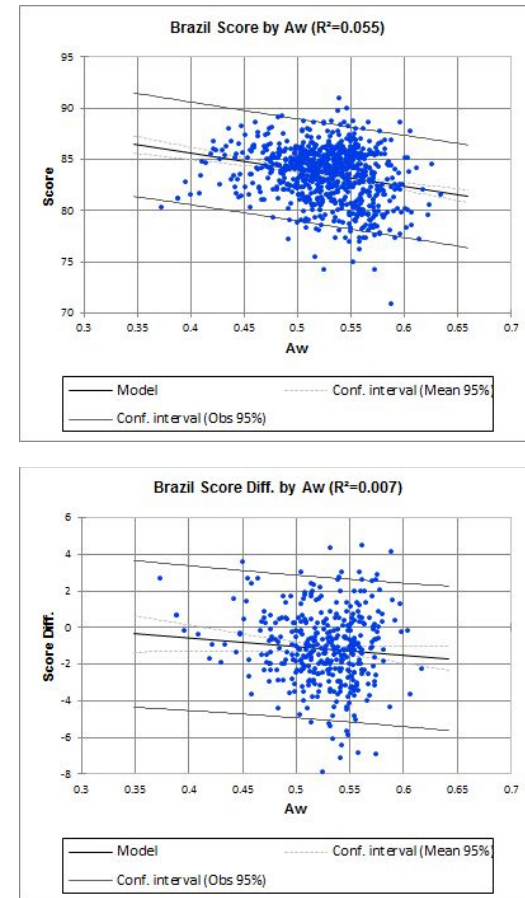 Brazil Score by Aw (R²=0.055)
95
90
85
80
75
70
Score
0.3 0.35 0.4 0.45 0.5 0.55 0.6 0.65 0.7
Aw
Model Conf. interval (Mean 95%)
Conf. interval (Obs 95%)
Brazil Score Diff. by Aw (R²=0.007)
6
4
2
0
-2
-4
-6
-8
Score Diff.
0.3 0.35 0.4 0.45 0.5 0.55 0.6 0.65 0.7
Aw
Model Conf. interval (Mean 95%)
Conf. interval (Obs 95%)